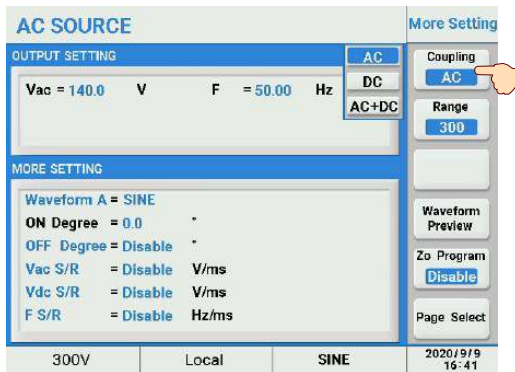 AC SOURCE
More Setting
OUTPUT SETTING
Vac = 140.0 V F = 50.00 Hz
AC
DC
AC+DC
Coupling
AC
Range
300
MORE SETTING
Waveform A = SINE
ON Degree = 0.0 °
OFF Degree = Disable °
Vac S/R = Disable V/ms
Vdc S/R = Disable V/ms
F S/R = Disable Hz/ms
Waveform
Preview
Zo Program
Disable
Page Select
300V Local SINE
2020/9/9
16:41